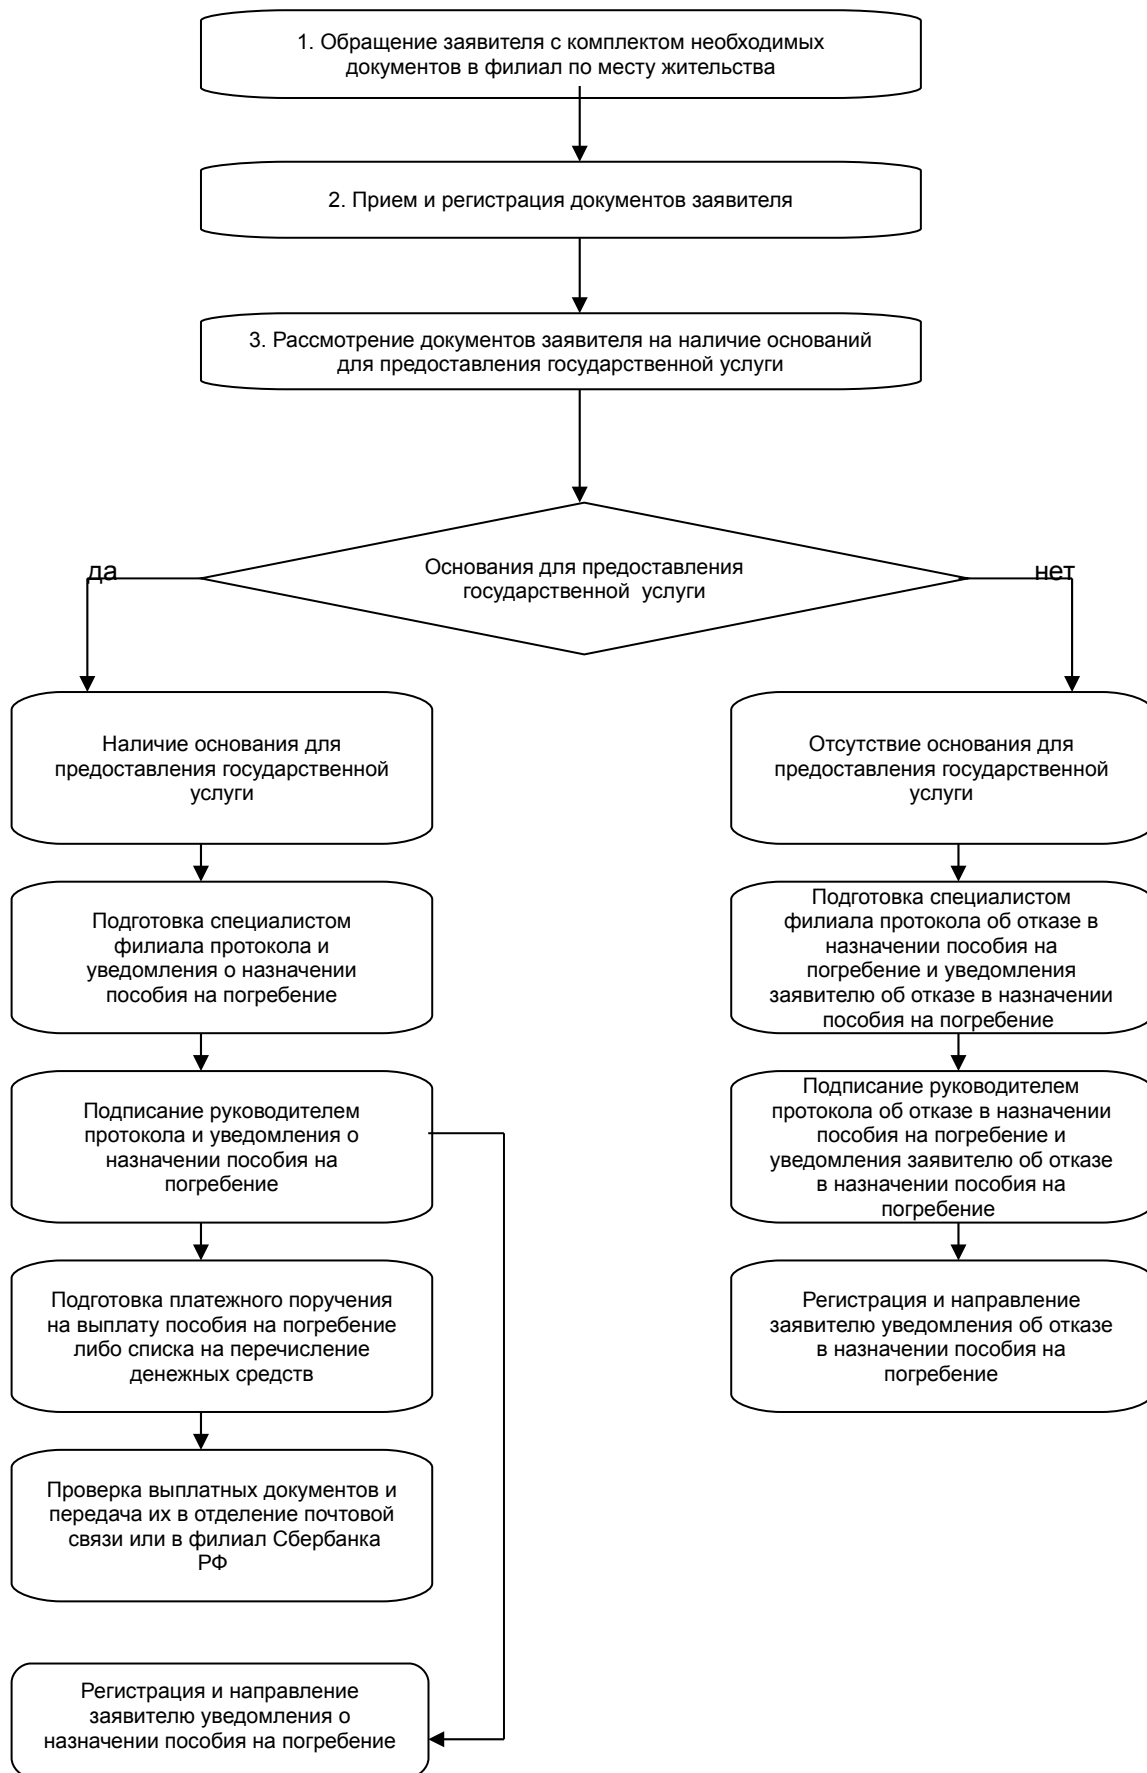 1. Обращение заявителя с комплектом необходимых
документов в филиал по месту жительства
2. Прием и регистрация документов заявителя
3. Рассмотрение документов заявителя на наличие оснований
для предоставления государственной услуги
да
Основания для предоставления
государственной услуги
нет
Наличие основания для
предоставления государственной
услуги
Отсутствие основания для
предоставления государственной
услуги
Подготовка специалистом
филиала протокола и
уведомления о назначении
пособия на погребение
Подготовка специалистом
филиала протокола об отказе в
назначении пособия на
погребение и уведомления
заявителю об отказе в назначении
пособия на погребение
Подписание руководителем
протокола и уведомления о
назначении пособия на
погребение
Подписание руководителем
протокола об отказе в назначении
пособия на погребение и
уведомления заявителю об отказе
в назначении пособия на
погребение
Подготовка платежного поручения
на выплату пособия на погребение
либо списка на перечисление
денежных средств
Регистрация и направление
заявителю уведомления об отказе
в назначении пособия на
погребение
Проверка выплатных документов и
передача их в отделение почтовой
связи или в филиал Сбербанка
РФ
Регистрация и направление
заявителю уведомления о
назначении пособия на погребение